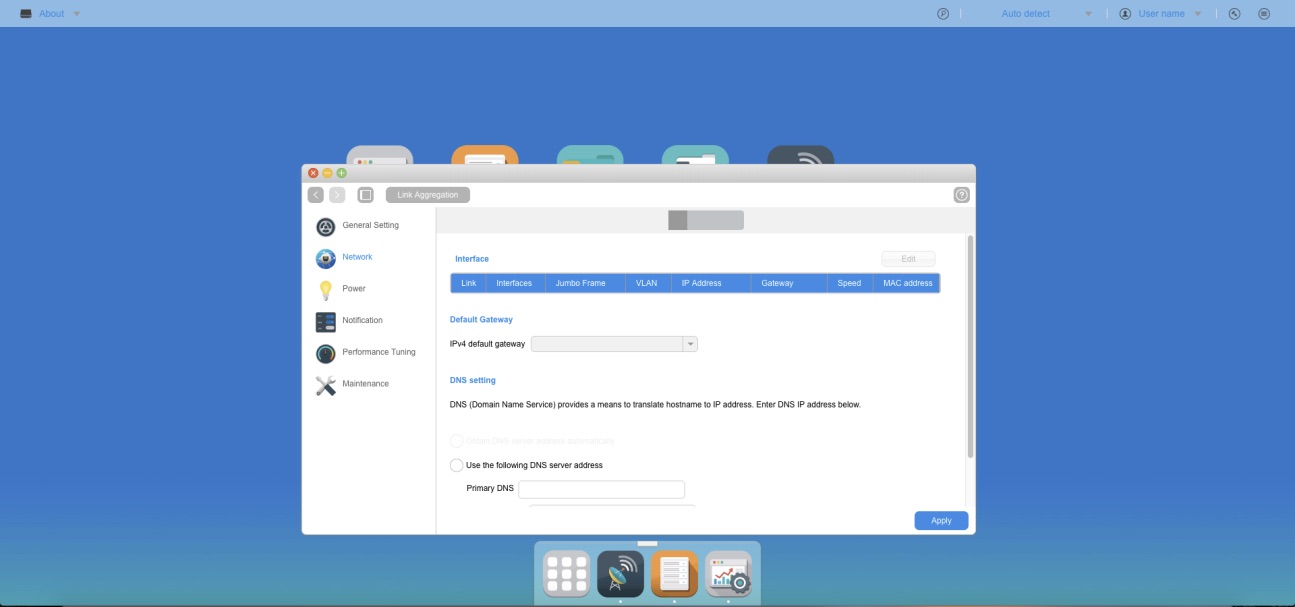 About
P
Auto detect
User name
Link Aggregation
?
General Setting
Network
Power
Notification
Performance Tuning
Maintenance
Interface
Edit
Link Interfaces Jumbo Frame VLAN IP Address Gateway Speed MAC address
Default Gateway
IPv4 default gateway
DNS setting
DNS (Domain Name Service) provides a means to translate hostname to IP address. Enter DNS IP address below.
Obtain DNS server address automatically
Use the following DNS server address
Primary DNS
Apply